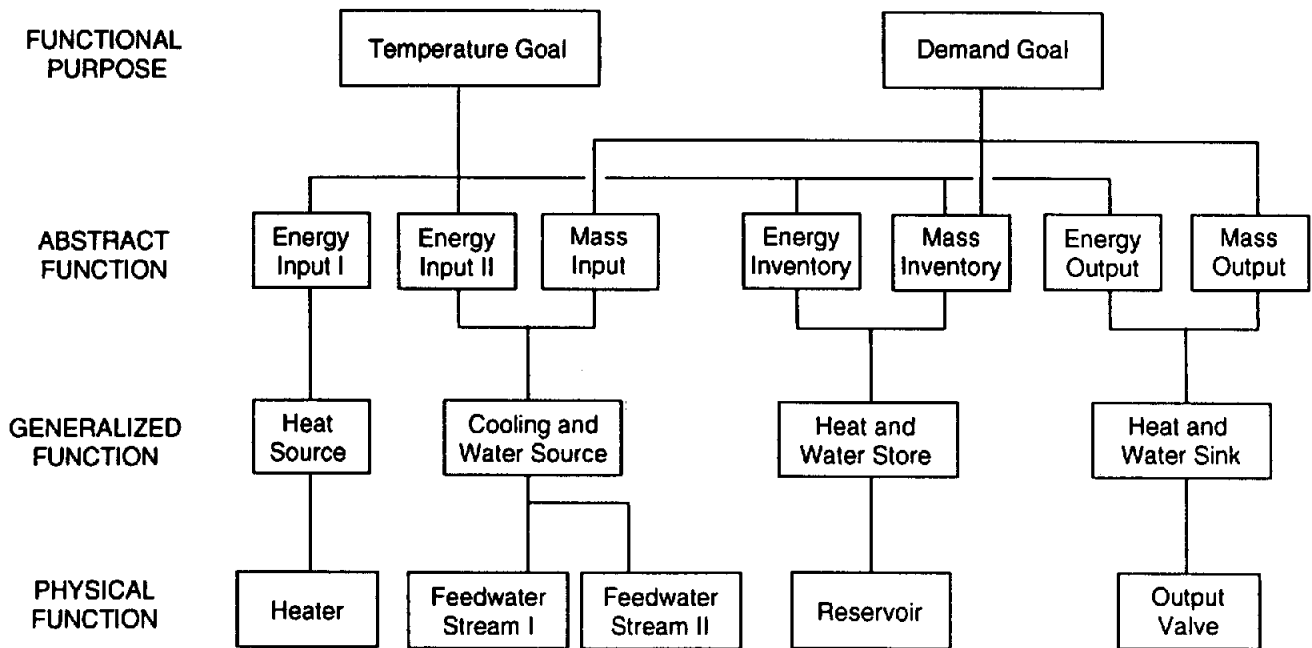 FUNCTIONAL
PURPOSE
Temperature Goal
Demand Goal
ABSTRACT
FUNCTION
Energy
Input I
Energy
Input II
Mass
Input
Energy
Inventory
Mass
Inventory
Energy
Output
Mass
Output
GENERALIZED
FUNCTION
Heat
Source
Cooling and
Water Source
Heat and
Water Store
Heat and
Water Sink
PHYSICAL
FUNCTION
Heater
Feedwater
Stream I
Feedwater
Stream II
Reservoir
Output
Valve